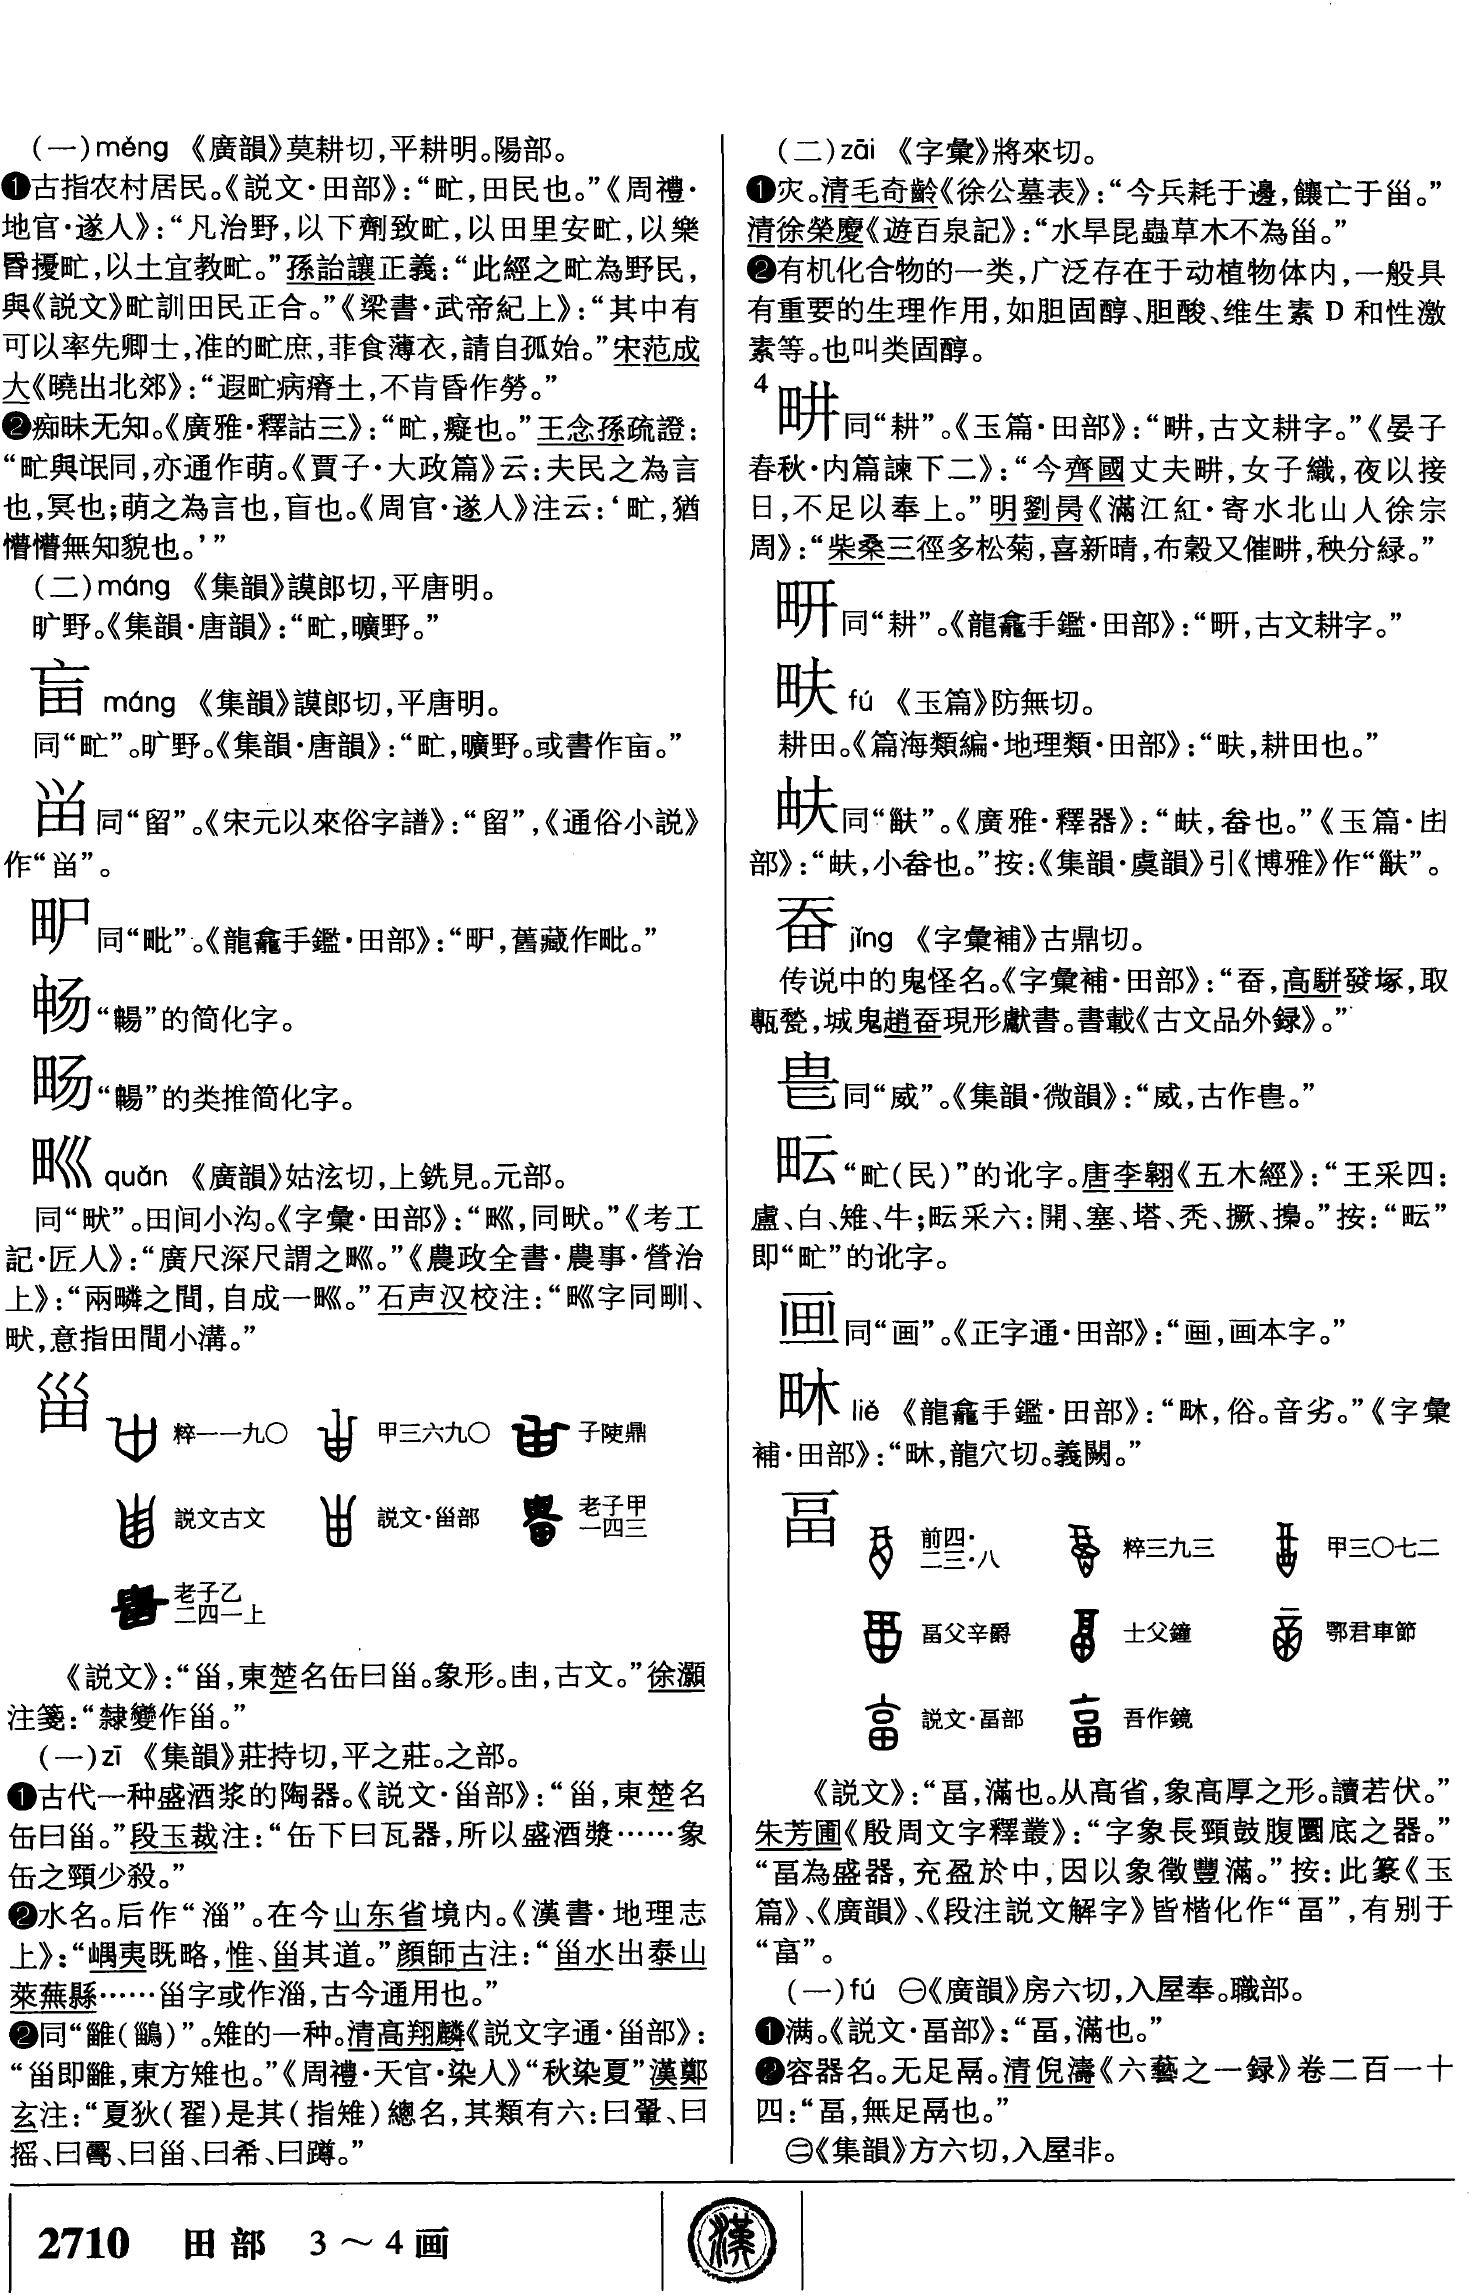 (一)měng 《廣韻》莫耕切,平耕明。陽部。
❶古指农村居民。《説文·田部》:“甿,田民也。”《周禮·
地官·遂人》:“凡治野,以下劑致甿,以田里安甿,以樂
昬擾甿,以土宜教甿。”孫詒讓正義:“此經之甿為野民,
與《説文》甿訓田民正合。”《梁書·武帝紀上》:“其中有
可以率先卿士,准的甿庶,菲食薄衣,請自孤始。”宋范成
大《曉出北郊》:“遐甿病瘠土,不肯昏作勞。”
❷痴昧无知。《廣雅·釋詁三》:“甿,癡也。”王念孫疏證:
“甿與氓同,亦通作萌。《賈子·大政篇》云:夫民之為言
也,冥也;萌之為言也,盲也。《周官·遂人》注云:‘甿,猶
懵懵無知貌也。’”
(二)máng 《集韻》謨郎切,平唐明。
旷野。《集韻·唐韻》:“甿,曠野。”
畗 máng 《集韻》謨郎切,平唐明。
同“甿”。旷野。《集韻·唐韻》:“甿,曠野。或書作𤱍。”
同“留”。《宋元以來俗字譜》:“留”,《通俗小説》
作“畄”。
同“毗”。《龍龕手鑑·田部》:“舊藏作毗。”
畅“暢”的简化字。
“暢”的类推简化字。
甽 quǎn 《廣韻》姑泫切,上銑見。元部。
同“畎”。田间小沟。《字彙·田部》:“同畎。”《考工
記·匠人》:“廣尺深尺謂之𤰕。”《農政全書·農事·營治
上》:“兩疄之間,自成一𤰕。”石声汉校注:“𤰕字同甽、
畎,意指田間小溝。”
甾 粹一一九〇 甲三六九〇 子陵鼎
説文古文 説文·甾部 老子甲一四三
老子乙二四一上
《説文》:“甾,東楚名缶曰甾。象形。𠙹,古文。”徐灝
注箋:“隸變作甾。”
(一)zī 《集韻》莊持切,平之莊。之部。
❶古代一种盛酒浆的陶器。《説文·甾部》:“甾,東楚名
缶曰甾。”段玉裁注:“缶下曰瓦器,所以盛酒漿……象
缶之頸少殺。”
❷水名。后作“淄”。在今山东省境内。《漢書·地理志
上》:“嵎夷既略,惟、甾其道。”顔師古注:“甾水出泰山
萊蕪縣……甾字或作淄,古今通用也。”
❷同“鶅”。雉的一种。清高翔麟《説文字通·甾部》:
“甾即雝,東方雉也。”《周禮·天官·染人》“秋染夏”漢鄭
玄注:“夏狄(翟)是其(指雉)總名,其類有六:曰翬、曰
摇、曰𠷎、曰甾、曰希、曰蹲。”
(二)zāi 《字彙》將來切。
❶灾。清毛奇齡《徐公墓表》:“今兵耗于邊,饟亡于甾。”
清徐榮慶《遊百泉記》:“水旱昆蟲草木不為甾。”
❷有机化合物的一类,广泛存在于动植物体内,一般具
有重要的生理作用,如胆固醇、胆酸、维生素 D 和性激
素等。也叫类固醇。
4
畊同“耕”。《玉篇·田部》:“畊,古文耕字。”《晏子
春秋·内篇諫下二》:“今齊國丈夫畊,女子織,夜以接
日,不足以奉上。”明劉昺《滿江紅·寄水北山人徐宗
周》:“柴桑三徑多松菊,喜新晴,布穀又催畊,秧分緑。”
同“耕”。《龍龕手鑑·田部》:“古文耕字。”
畉 fú 《玉篇》防無切。
耕田。《篇海類編·地理類·田部》:“畉,耕田也。”
同“𤲚”。《廣雅·釋器》:“畚也。”《玉篇·甶
部》:“小畚也。”按:《集韻·虞韻》引《博雅》作“𤲚”。
jǐng 《字彙補》古鼎切。
传说中的鬼怪名。《字彙補·田部》:“高駢發塚,取
甎甃,城鬼趙畚現形獻書。書載《古文品外録》。”
同“威”。《集韻·微韻》:“威,古作𤰞。”
畃“甿(民)”的讹字。唐李翱《五木經》:“王采四:
盧、白、雉、牛;畇采六:開、塞、塔、秃、撅、𢵧。”按:“𤱤”
即“甿”的讹字。
同“画”。《正字通·田部》:“畫,画本字。”
liě 《龍龕手鑑·田部》:“俗。音劣。”《字彙
補·田部》:“龍穴切。義闕。”
畐 前四·二三·八 粹三九三 甲三〇七二
畐父辛爵 士父鐘 鄂君車節
説文·畐部 吾作鏡
《説文》:“畐,滿也。从高省,象高厚之形。讀若伏。”
朱芳圃《殷周文字釋叢》:“字象長頸鼓腹圜底之器。”
“畐為盛器,充盈於中,因以象徵豐滿。”按:此篆《玉
篇》、《廣韻》、《段注説文解字》皆楷化作“畐”,有别于
“亯”。
(一)fú ㊀《廣韻》房六切,入屋奉。職部。
❶满。《説文·畐部》:“畐,滿也。”
❷容器名。无足鬲。清倪濤《六藝之一録》卷二百一十
四:“畐,無足鬲也。”
㊁《集韻》方六切,入屋非。
2710 田部 3～4画
漢